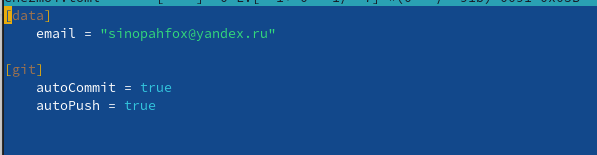 [data]
email = "sinopahfox@yandex.ru"
[git]
autoCommit = true
autoPush = true